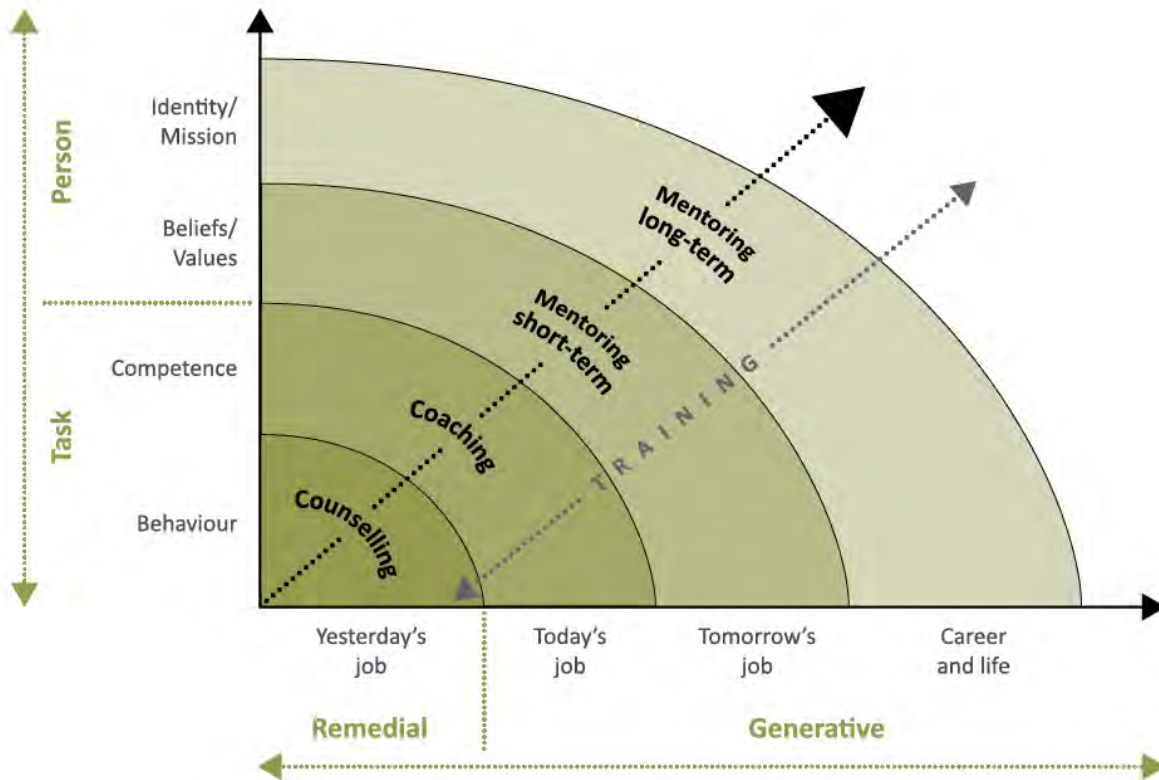 Person
Task
Identity/
Mission
Beliefs/
Values
Competence
Behaviour
Mentoring
long-term
Mentoring
short-term
Coaching
Counselling
TRAINING
Yesterday's
job
Today's
job
Tomorrow's
job
Career
and life
Remedial
Generative